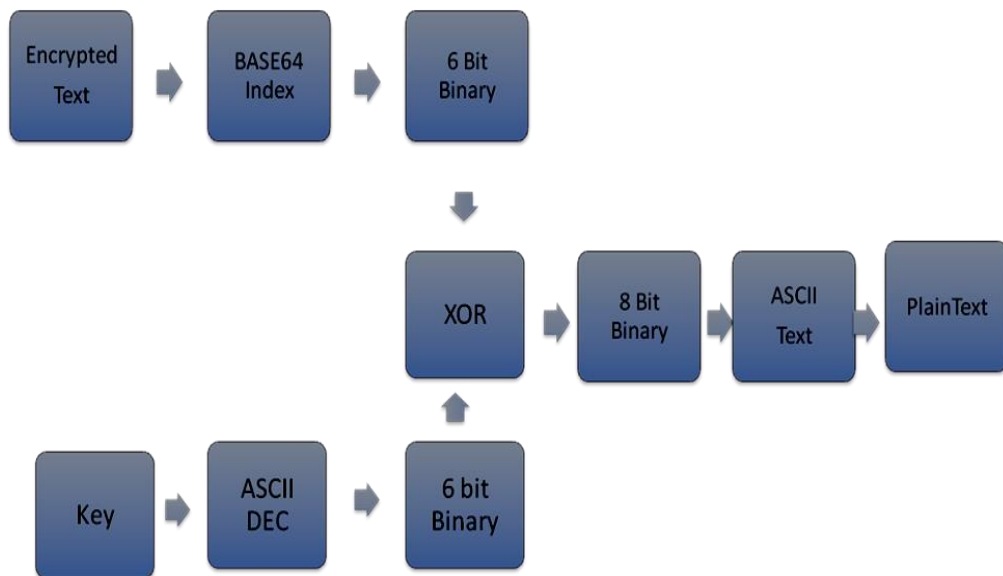 Encrypted
Text
BASE64
Index
6 Bit
Binary
XOR
8 Bit
Binary
ASCII
Text
PlainText
Key
ASCII
DEC
6 bit
Binary